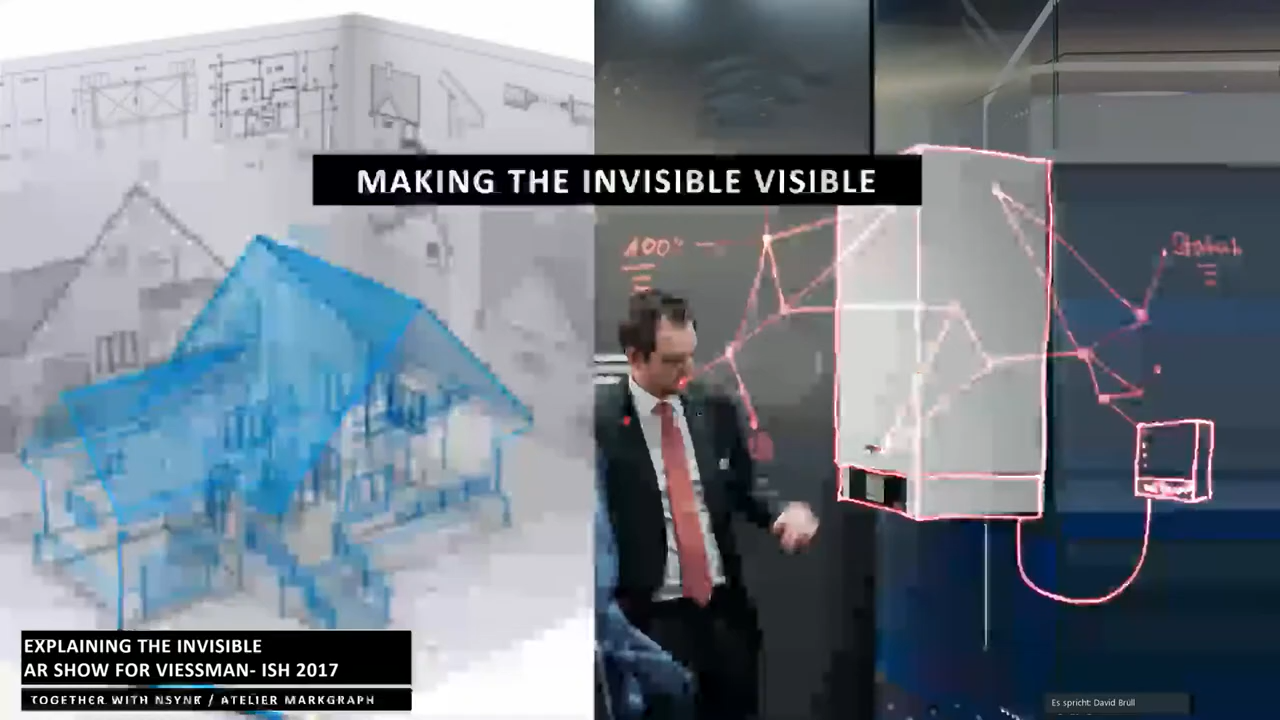 MAKING THE INVISIBLE VISIBLE
100°
EXPLAINING THE INVISIBLE
AR SHOW FOR VIESSMAN- ISH 2017
TOGETHER WITH NSYNK / ATELIER MARKGRAPH
Es spricht: David Brüll